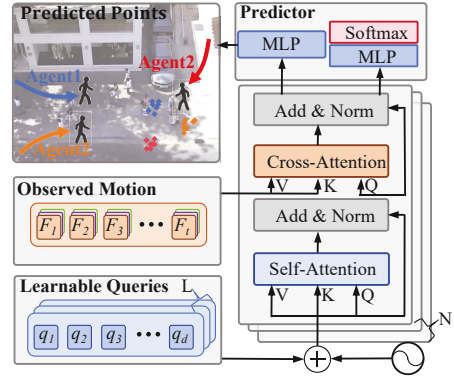 Predicted Points
Agent1
Agent2
Agent2
Predictor
Softmax
MLP
MLP
Add & Norm
Cross-Attention
V K Q
Observed Motion
F1 F2 F3 ••• Ft
Add & Norm
Self-Attention
V K Q
Learnable Queries L
q1 q2 q3 ••• qd
N